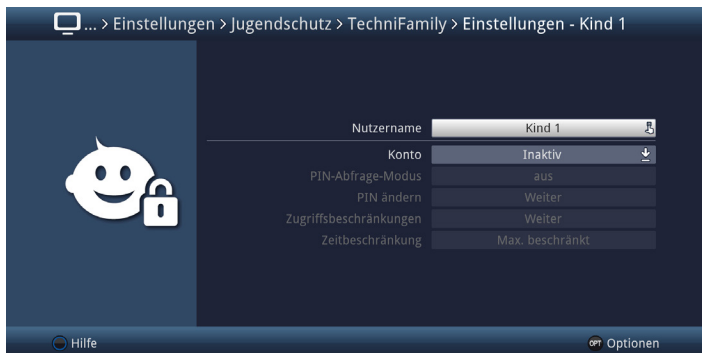 ... > Einstellungen > Jugendschutz > TechniFamily > Einstellungen - Kind 1
Nutzername Kind 1
Konto Inaktiv
PIN-Abfrage-Modus aus
PIN ändern Weiter
Zugriffsbeschränkungen Weiter
Zeitbeschränkung Max. beschränkt
Hilfe OPT Optionen